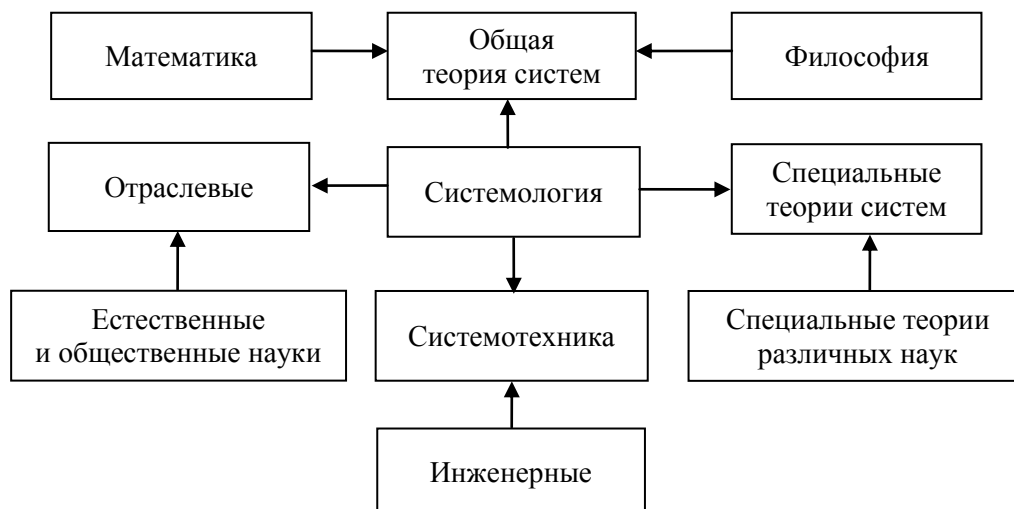 Математика
Общая
теория систем
Философия
Отраслевые
Системология
Специальные
теории систем
Естественные
и общественные науки
Системотехника
Специальные теории
различных наук
Инженерные